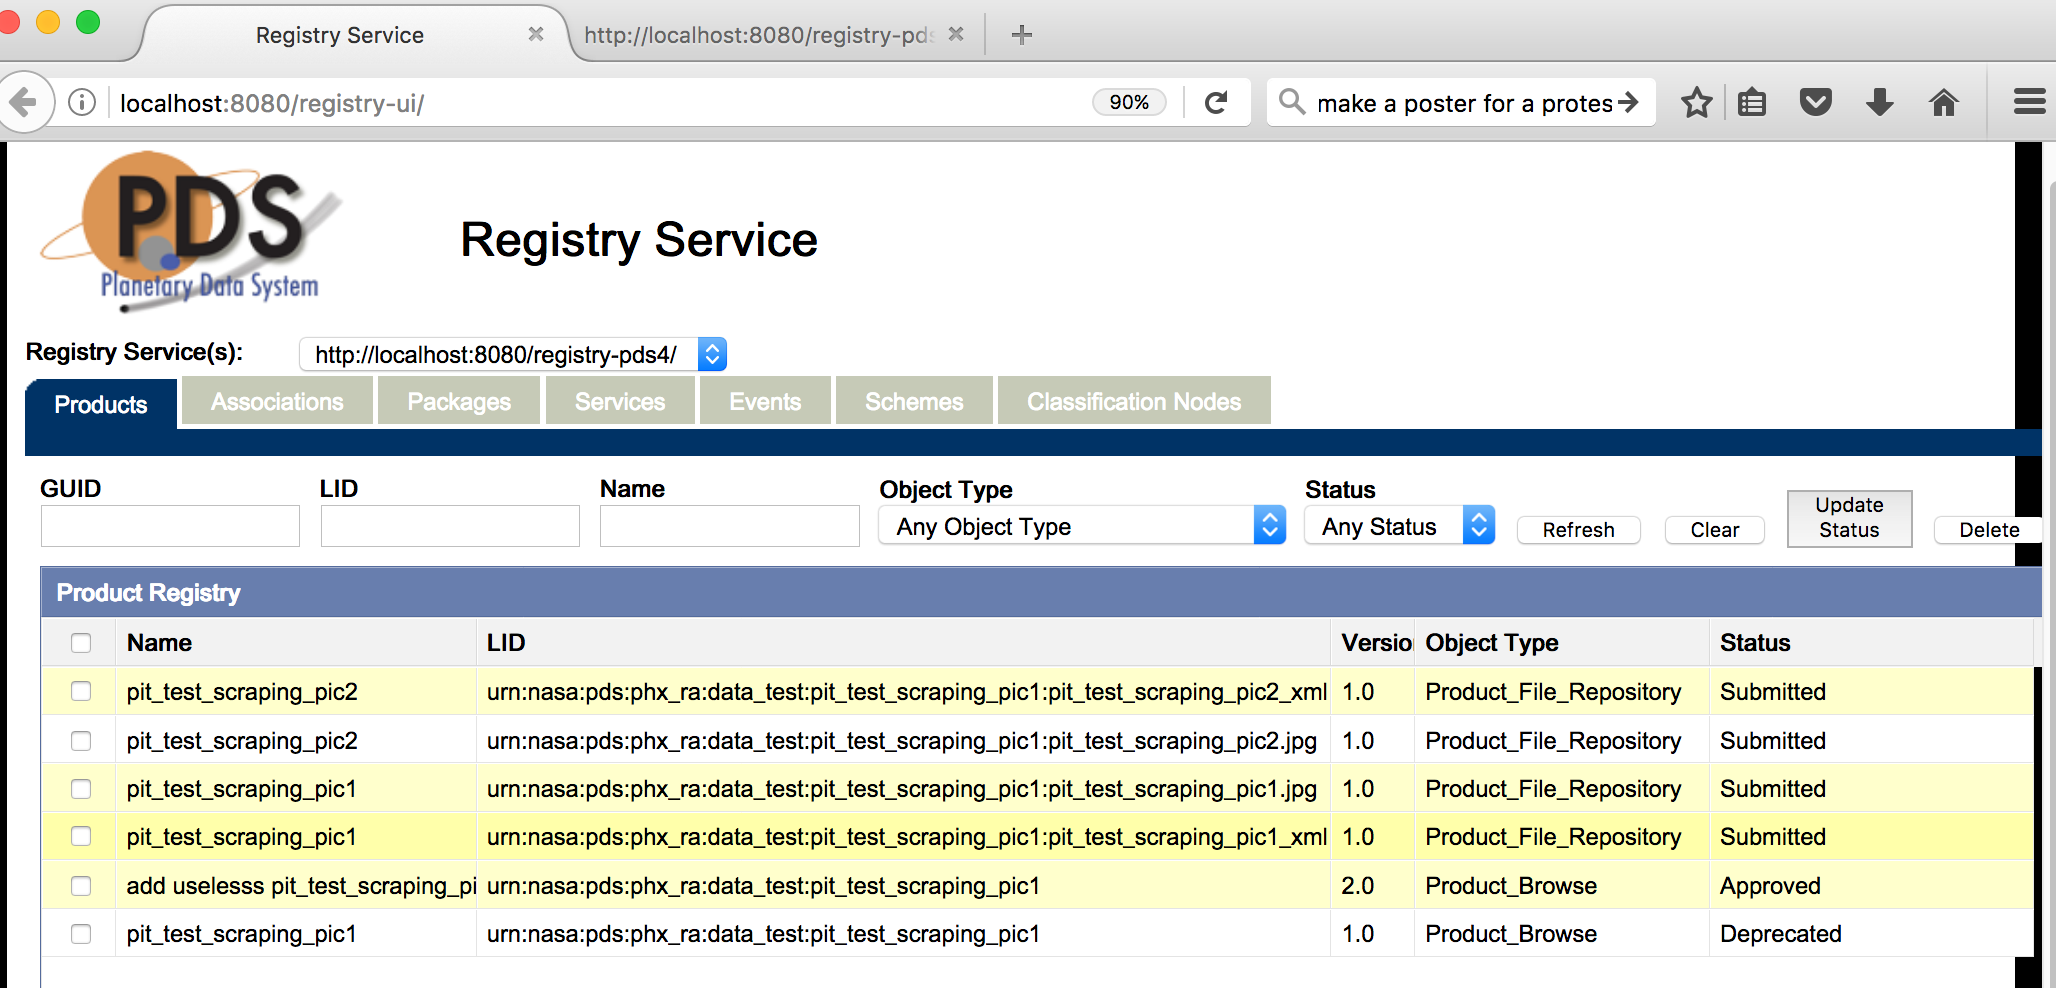 Registry Service
http://localhost:8080/registry-pds
localhost:8080/registry-ui/
90%
make a poster for a protes
PDS
Planetary Data System
Registry Service
Registry Service(s):
http://localhost:8080/registry-pds4/
Products Associations Packages Services Events Schemes Classification Nodes
GUID LID Name Object Type Status
Any Object Type Any Status Refresh Clear Update Status Delete
Product Registry
Name LID Versio Object Type Status
pit_test_scraping_pic2 urn:nasa:pds:phx_ra:data_test:pit_test_scraping_pic1:pit_test_scraping_pic2_xml 1.0 Product_File_Repository Submitted
pit_test_scraping_pic2 urn:nasa:pds:phx_ra:data_test:pit_test_scraping_pic1:pit_test_scraping_pic2.jpg 1.0 Product_File_Repository Submitted
pit_test_scraping_pic1 urn:nasa:pds:phx_ra:data_test:pit_test_scraping_pic1:pit_test_scraping_pic1.jpg 1.0 Product_File_Repository Submitted
pit_test_scraping_pic1 urn:nasa:pds:phx_ra:data_test:pit_test_scraping_pic1:pit_test_scraping_pic1_xml 1.0 Product_File_Repository Submitted
add uselesss pit_test_scraping_pi urn:nasa:pds:phx_ra:data_test:pit_test_scraping_pic1 2.0 Product_Browse Approved
pit_test_scraping_pic1 urn:nasa:pds:phx_ra:data_test:pit_test_scraping_pic1 1.0 Product_Browse Deprecated